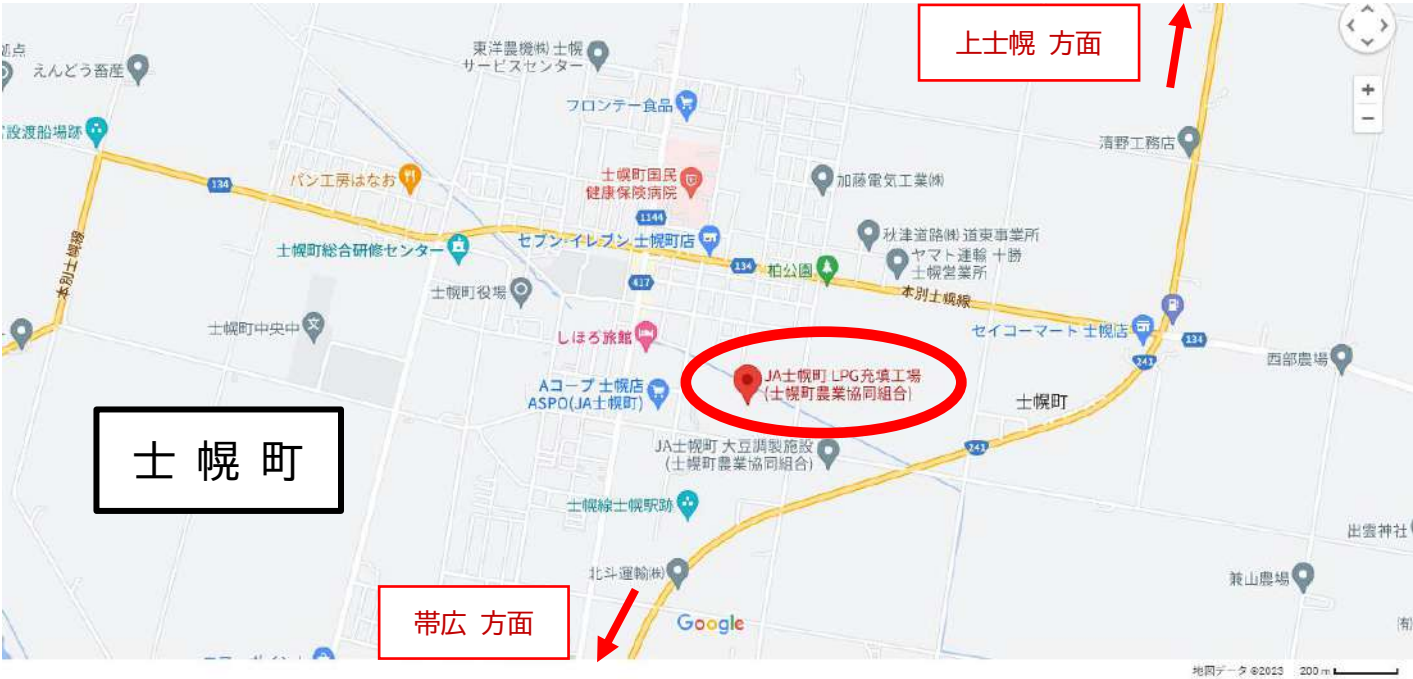 上士幌 方面
東洋農機㈱ 士幌
サービスセンター
えんどう畜産
フロンテー食品
設渡船場跡
清野工務店
134
パン工房はなお
士幌町国民
健康保険病院
加藤電気工業㈱
1144
士幌町総合研修センター
セブン-イレブン 士幌町店
秋津道路㈱ 道東事業所
ヤマト運輸 十勝
士幌営業所
134
柏公園
本別士幌線
417
士幌町役場
本別士幌線
士幌町中央中
しほろ旅館
セイコーマート 士幌店
134
241
西部農場
JA士幌町 LPG充填工場
(士幌町農業協同組合)
Aコープ 士幌店
ASPO(JA士幌町)
士幌町
士 幌 町
JA士幌町 大豆調製施設
(士幌町農業協同組合)
241
士幌線士幌駅跡
出雲神社
北斗運輸㈱
兼山農場
帯広 方面
Google
(有)
地図データ ©2023 200 m